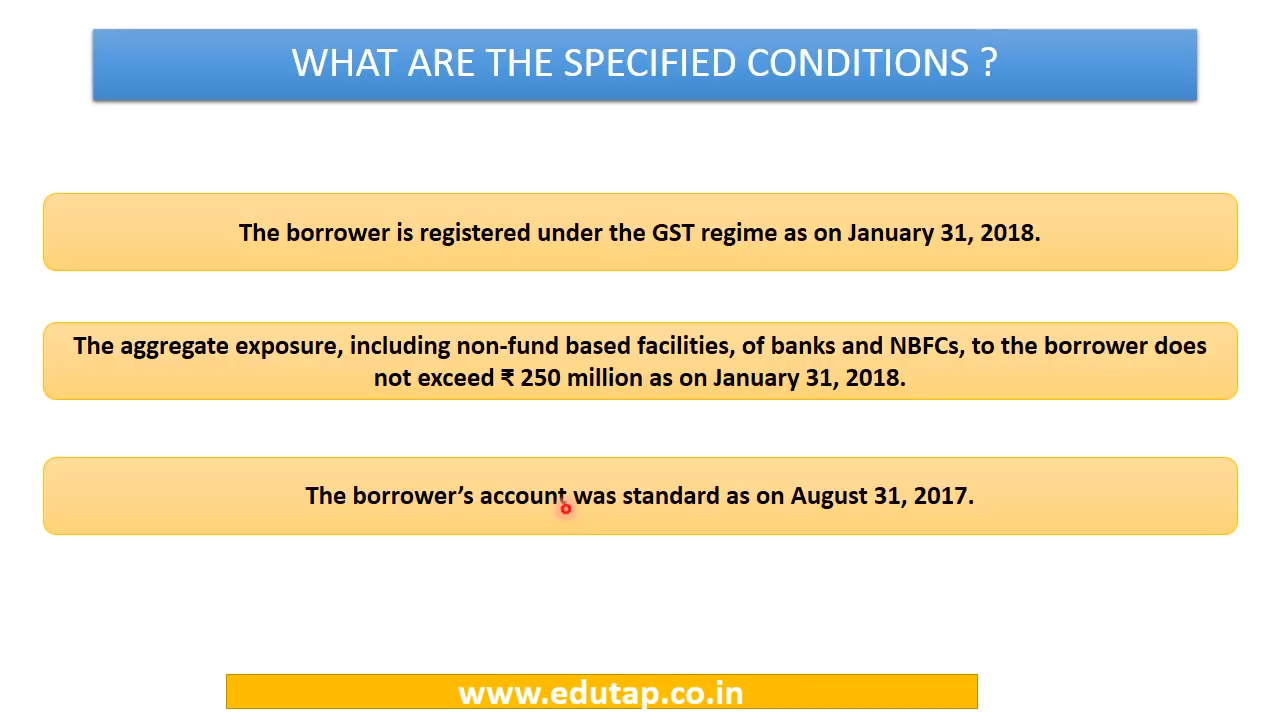 WHAT ARE THE SPECIFIED CONDITIONS ?
The borrower is registered under the GST regime as on January 31, 2018.
The aggregate exposure, including non-fund based facilities, of banks and NBFCs, to the borrower does
not exceed ₹ 250 million as on January 31, 2018.
The borrower’s account was standard as on August 31, 2017.
www.edutap.co.in